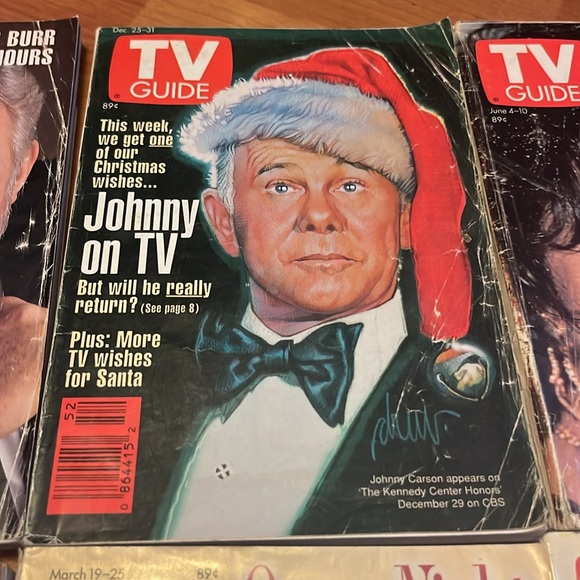 BURR
HOURS
Dec. 25–31
TV
GUIDE
89¢
This week,
we get one
of our
Christmas
wishes...
Johnny
on TV
But will he really
return? (See page 8)
Plus: More
TV wishes
for Santa
52
0 864415 2
Johnny Carson appears on
'The Kennedy Center Honors'
December 29 on CBS
TV
GUIDE
June 4–10
89¢
March 19–25
89¢